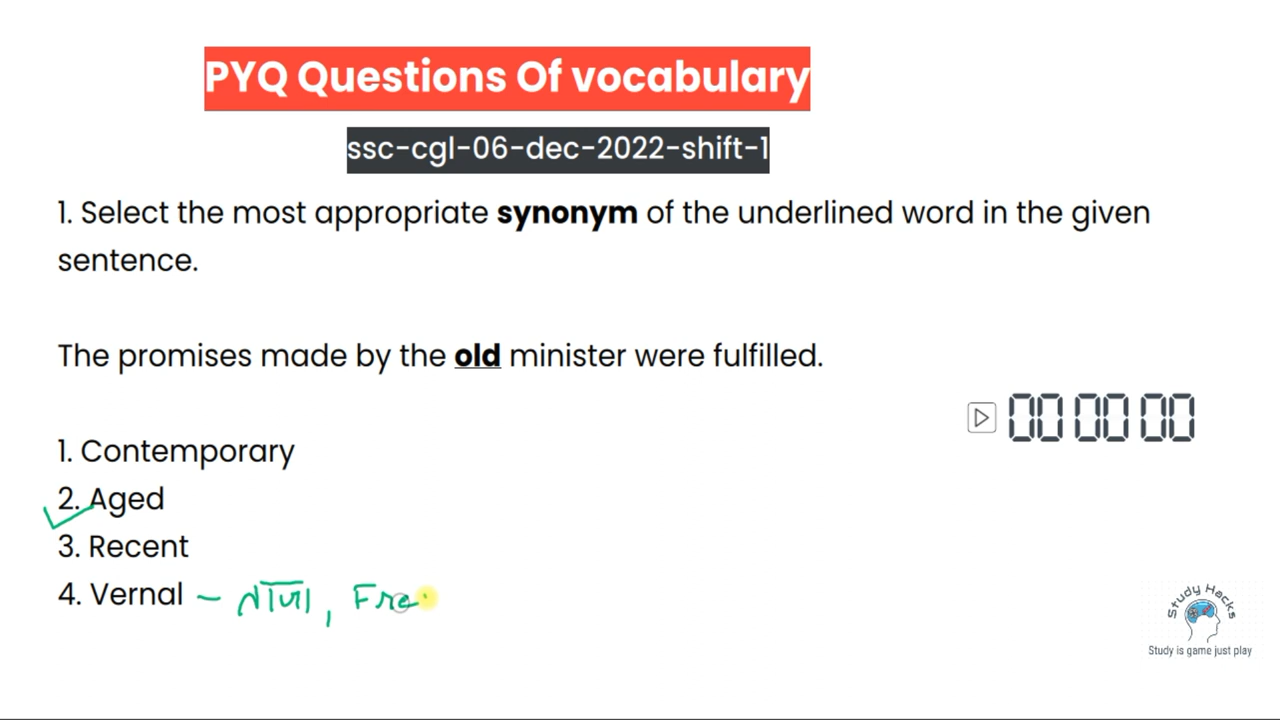 PYQ Questions Of vocabulary
ssc-cgl-06-dec-2022-shift-1
1. Select the most appropriate synonym of the underlined word in the given
sentence.
The promises made by the old minister were fulfilled.
00 00 00
1. Contemporary
2. Aged
3. Recent
4. Vernal – ताजा, Fre
Study Hacks
Study is game just play